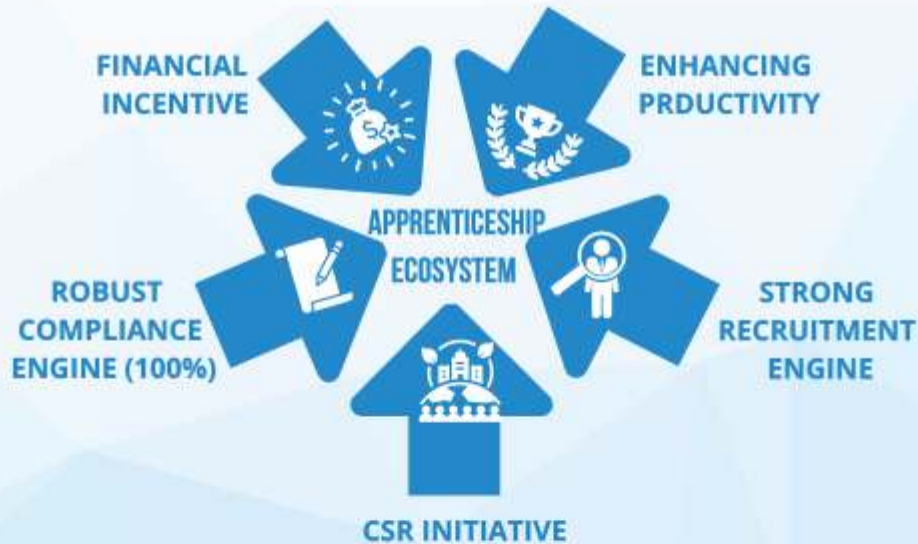 FINANCIAL
INCENTIVE
ENHANCING
PRDUCTIVITY
APPRENTICESHIP
ECOSYSTEM
ROBUST
COMPLIANCE
ENGINE (100%)
STRONG
RECRUITMENT
ENGINE
$
CSR INITIATIVE